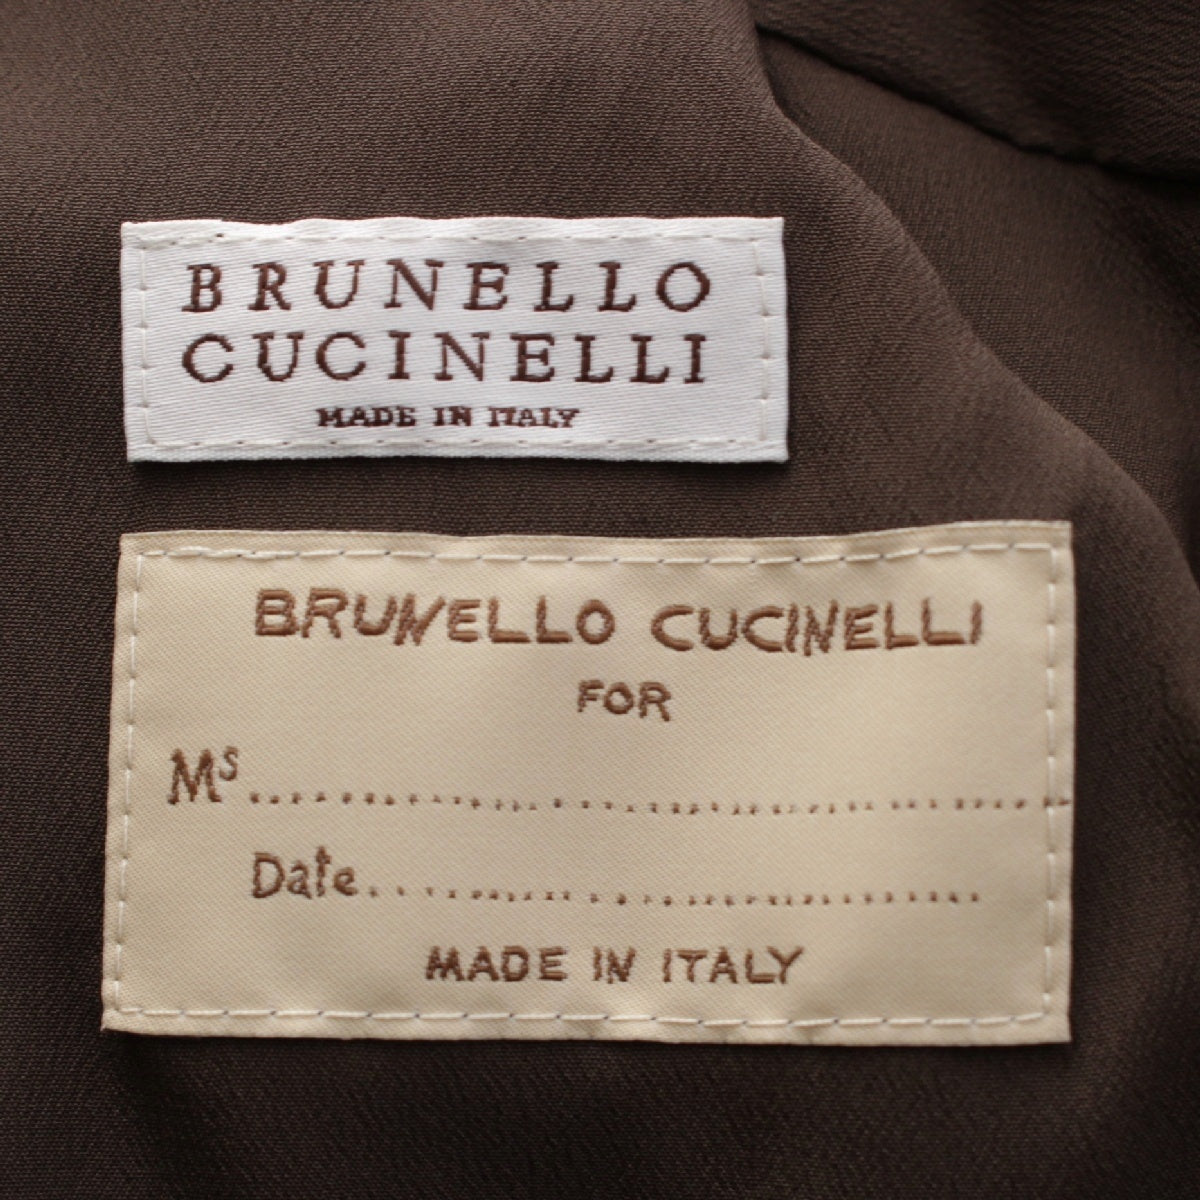 BRUNELLO
CUCINELLI
MADE IN ITALY
BRUNELLO CUCINELLI
FOR
Ms..............................................
Date....................................
MADE IN ITALY